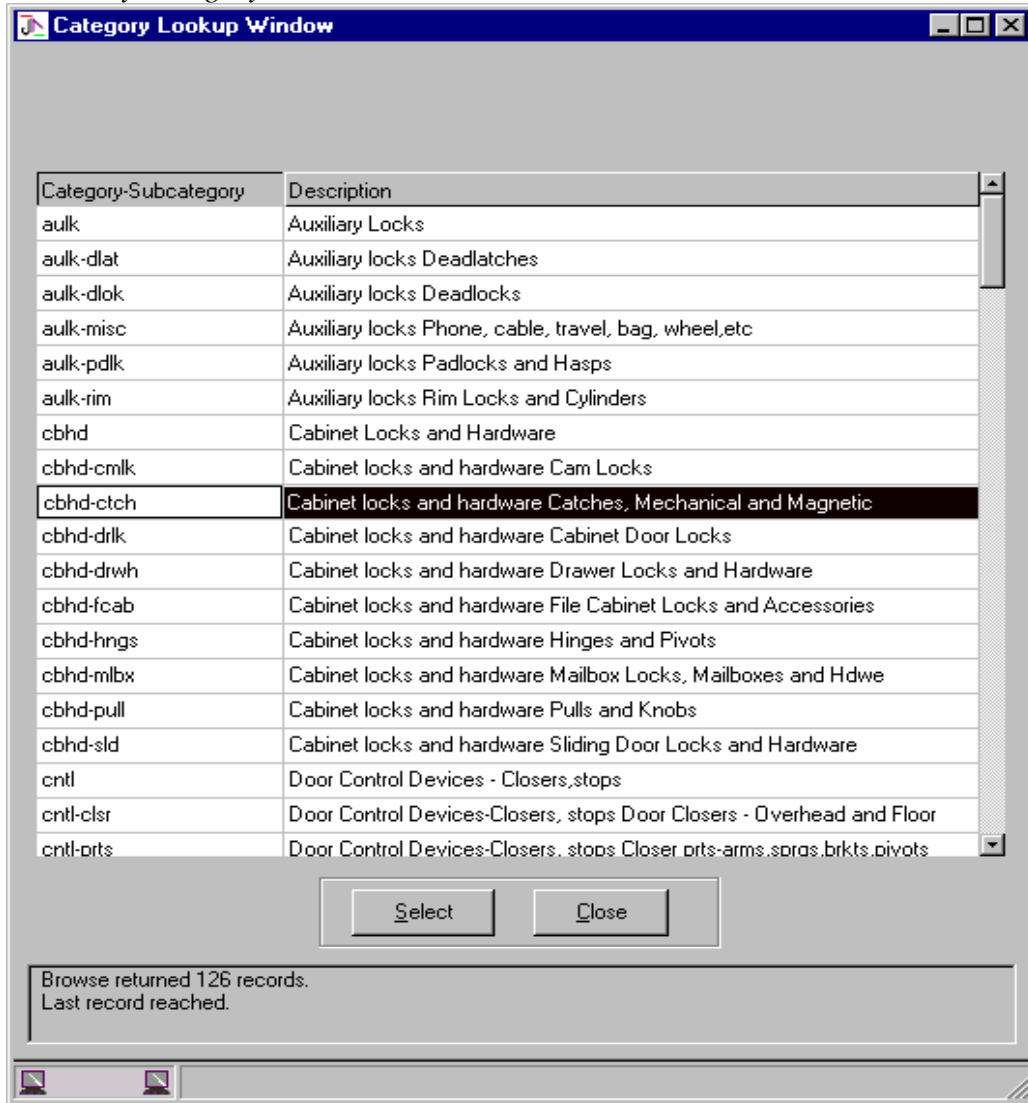 Category Lookup Window
Category-Subcategory Description
aulk Auxiliary Locks
aulk-dlat Auxiliary locks Deadlatches
aulk-dlok Auxiliary locks Deadlocks
aulk-misc Auxiliary locks Phone, cable, travel, bag, wheel,etc
aulk-pdlk Auxiliary locks Padlocks and Hasps
aulk-rim Auxiliary locks Rim Locks and Cylinders
cbhd Cabinet Locks and Hardware
cbhd-cmlk Cabinet locks and hardware Cam Locks
cbhd-ctch Cabinet locks and hardware Catches, Mechanical and Magnetic
cbhd-drlk Cabinet locks and hardware Cabinet Door Locks
cbhd-drwh Cabinet locks and hardware Drawer Locks and Hardware
cbhd-fcab Cabinet locks and hardware File Cabinet Locks and Accessories
cbhd-hngs Cabinet locks and hardware Hinges and Pivots
cbhd-mlbx Cabinet locks and hardware Mailbox Locks, Mailboxes and Hdwe
cbhd-pull Cabinet locks and hardware Pulls and Knobs
cbhd-sld Cabinet locks and hardware Sliding Door Locks and Hardware
cntl Door Control Devices - Closers,stops
cntl-clsr Door Control Devices-Closers, stops Door Closers - Overhead and Floor
cntl-prts Door Control Devices-Closers, stops Closer prts-arms,sprgs,brkts,pivots
Select Close
Browse returned 126 records.
Last record reached.